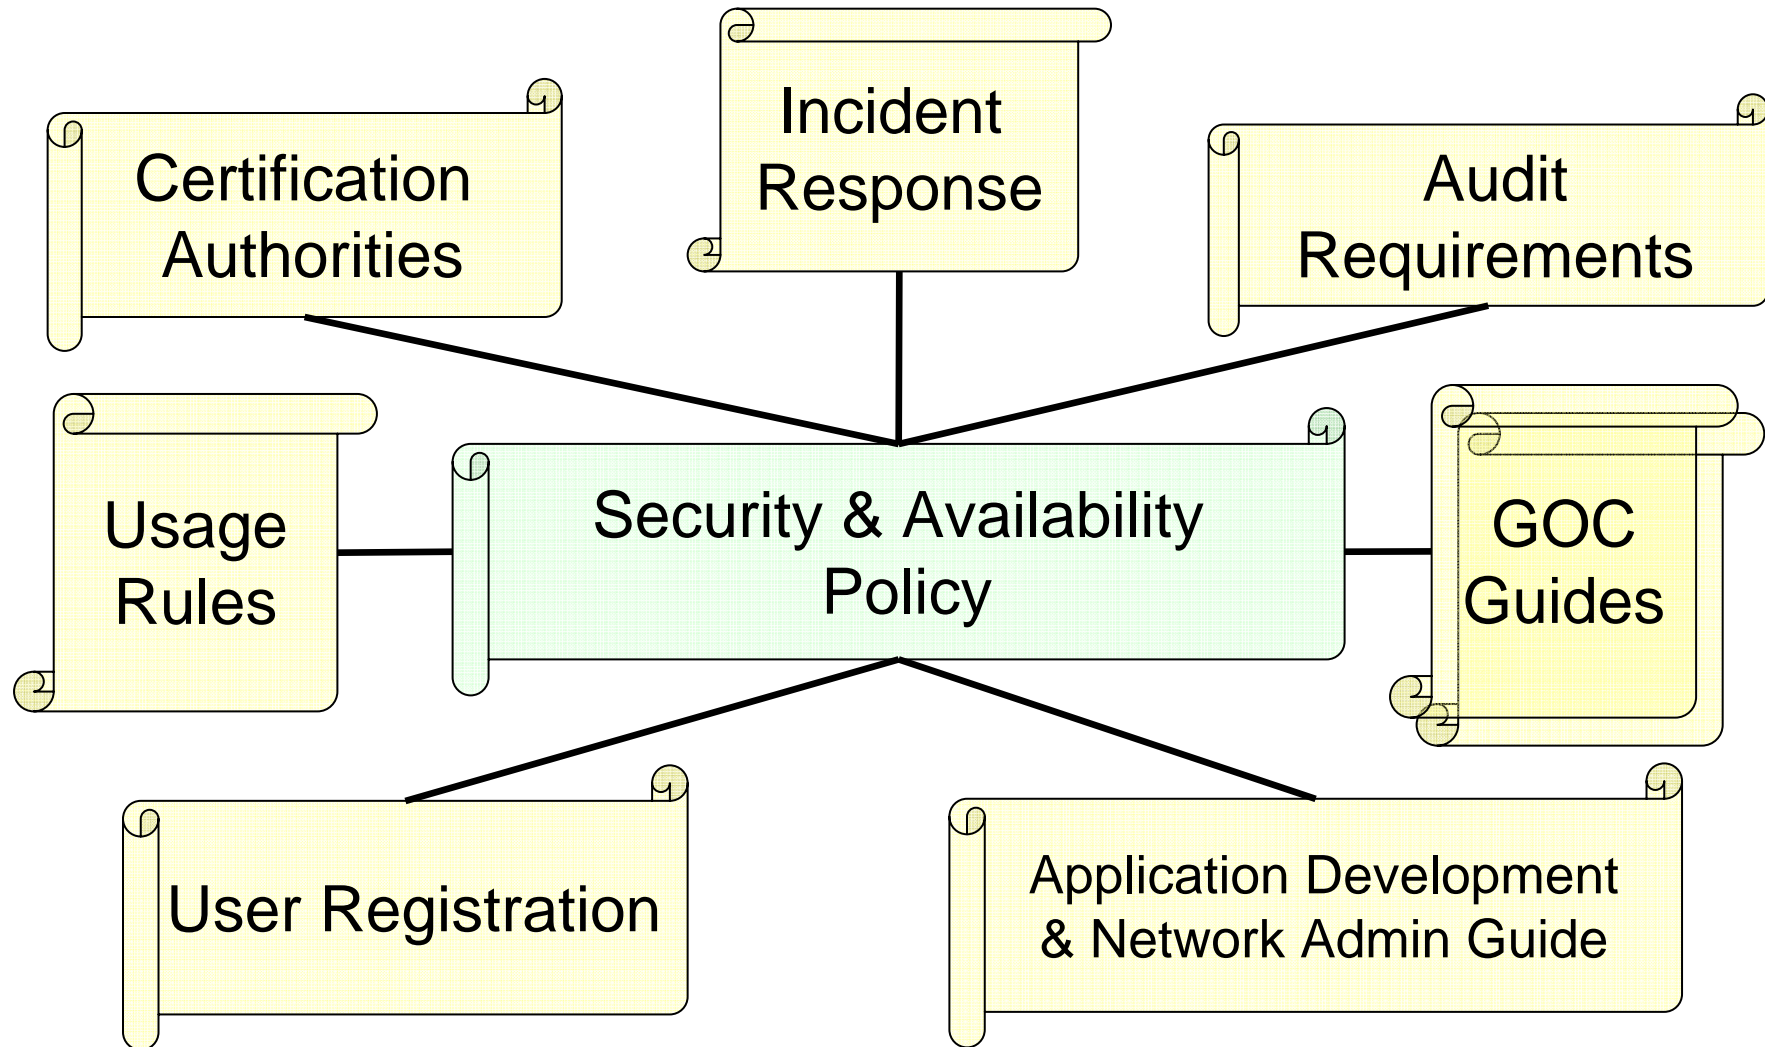 Incident
Response
Certification
Authorities
Audit
Requirements
Usage
Rules
Security & Availability
Policy
GOC
Guides
User Registration
Application Development
& Network Admin Guide